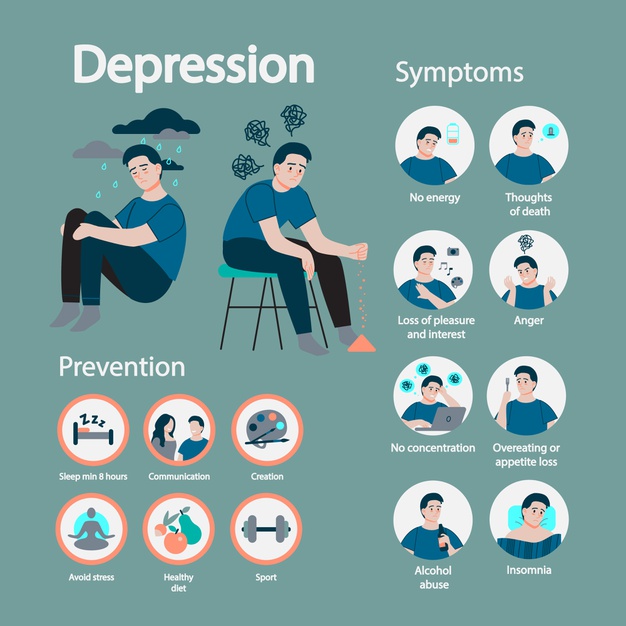 Depression
Symptoms
No energy
Thoughts
of death
Loss of pleasure
and interest
Anger
No concentration
Overeating or
appetite loss
Alcohol
abuse
Insomnia
Prevention
zzz
Sleep min 8 hours
Communication
Creation
Avoid stress
Healthy
diet
Sport